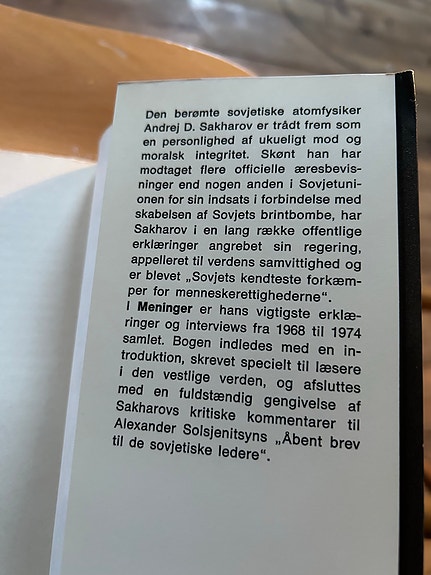 Den berømte sovjetiske atomfysiker
Andrej D. Sakharov er trådt frem som
en personlighed af ukueligt mod og
moralsk integritet. Skønt han har
modtaget flere officielle æresbevis-
ninger end nogen anden i Sovjetuni-
onen for sin indsats i forbindelse med
skabelsen af Sovjets brintbombe, har
Sakharov i en lang række offentlige
erklæringer angrebet sin regering,
appelleret til verdens samvittighed og
er blevet „Sovjets kendteste forkæm-
per for menneskerettighederne“.
I Meninger er hans vigtigste erklæ-
ringer og interviews fra 1968 til 1974
samlet. Bogen indledes med en in-
troduktion, skrevet specielt til læsere
i den vestlige verden, og afsluttes
med en fuldstændig gengivelse af
Sakharovs kritiske kommentarer til
Alexander Solsjenitsyns „Åbent brev
til de sovjetiske ledere“.